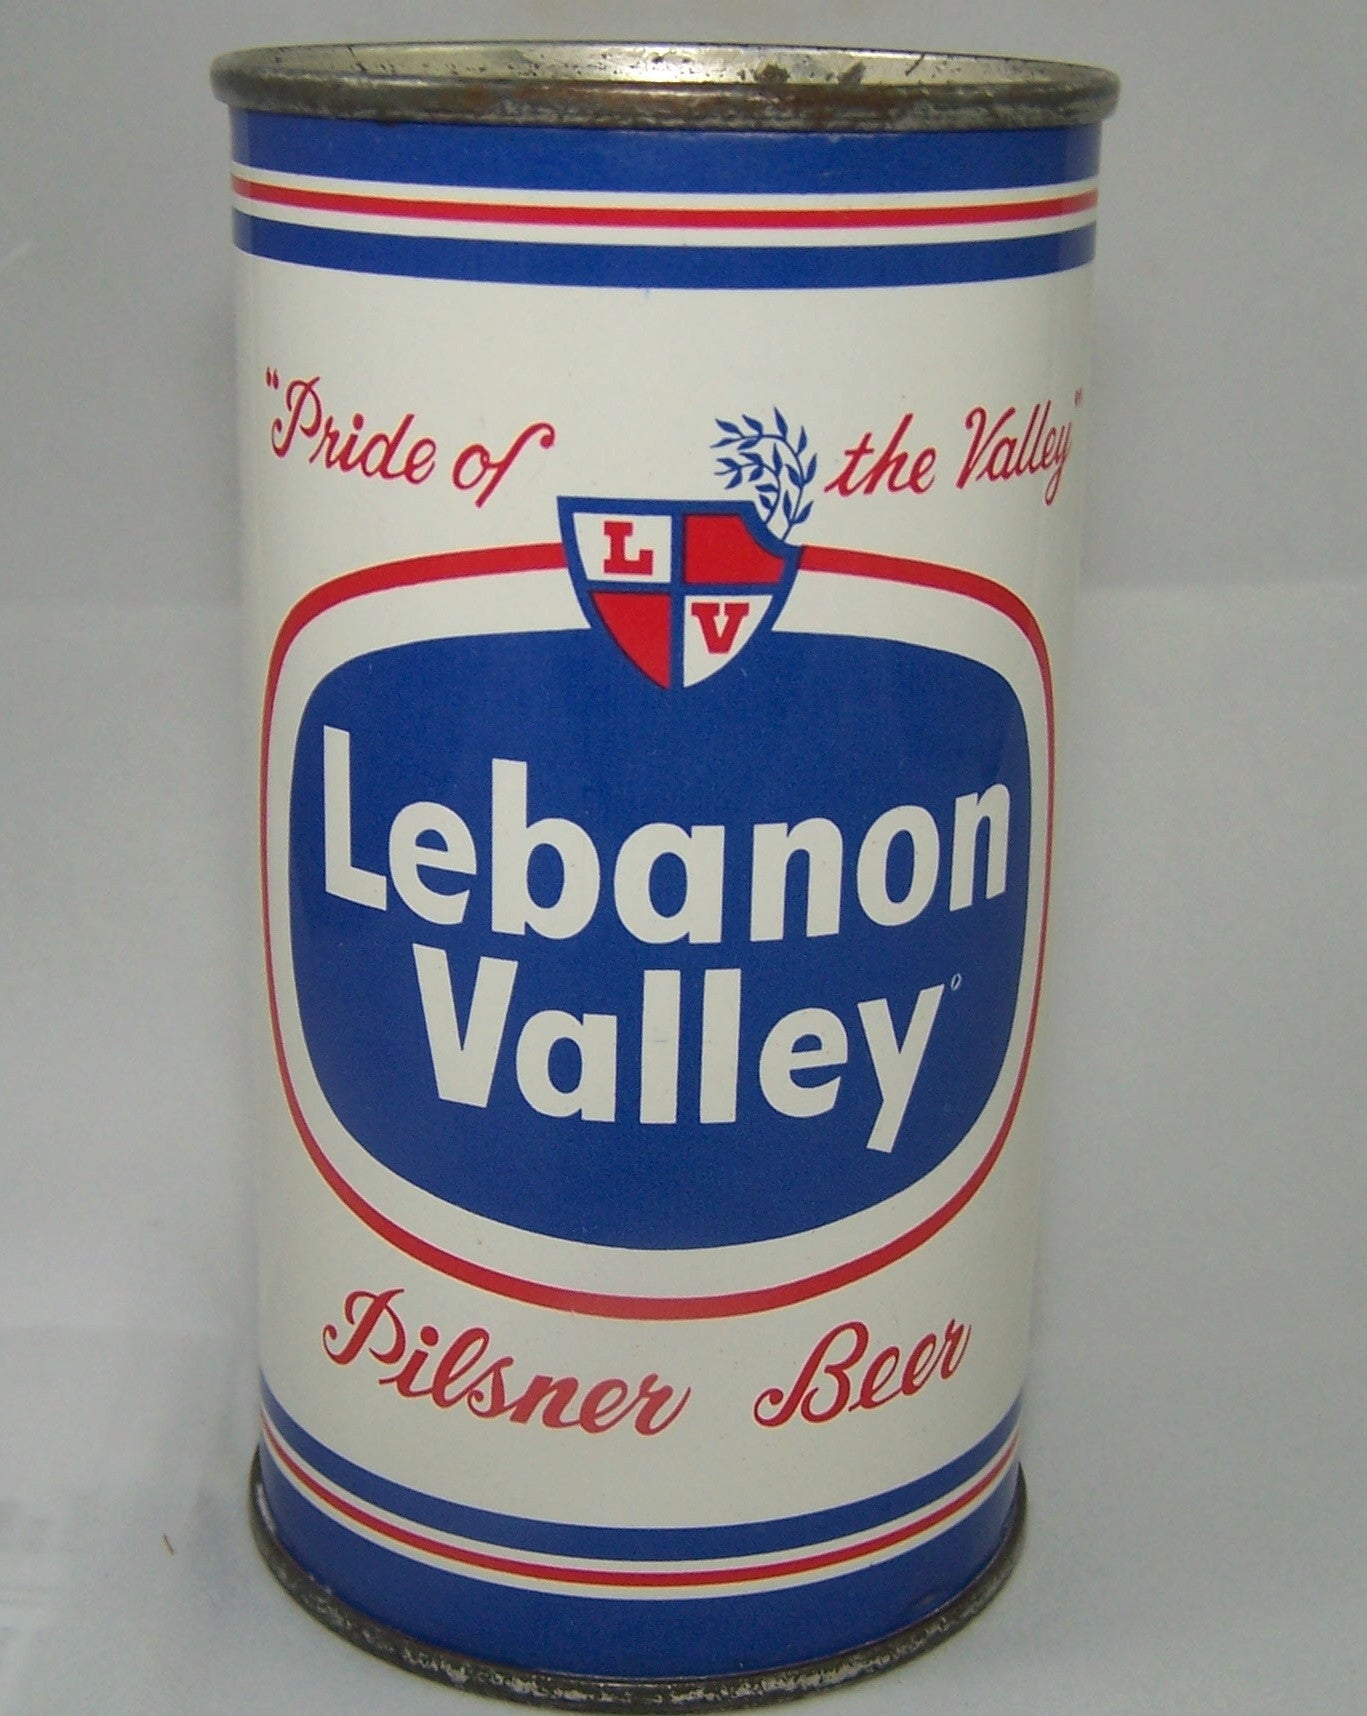 "Pride of the Valley"
L
V
Lebanon
Valley
Pilsner Beer